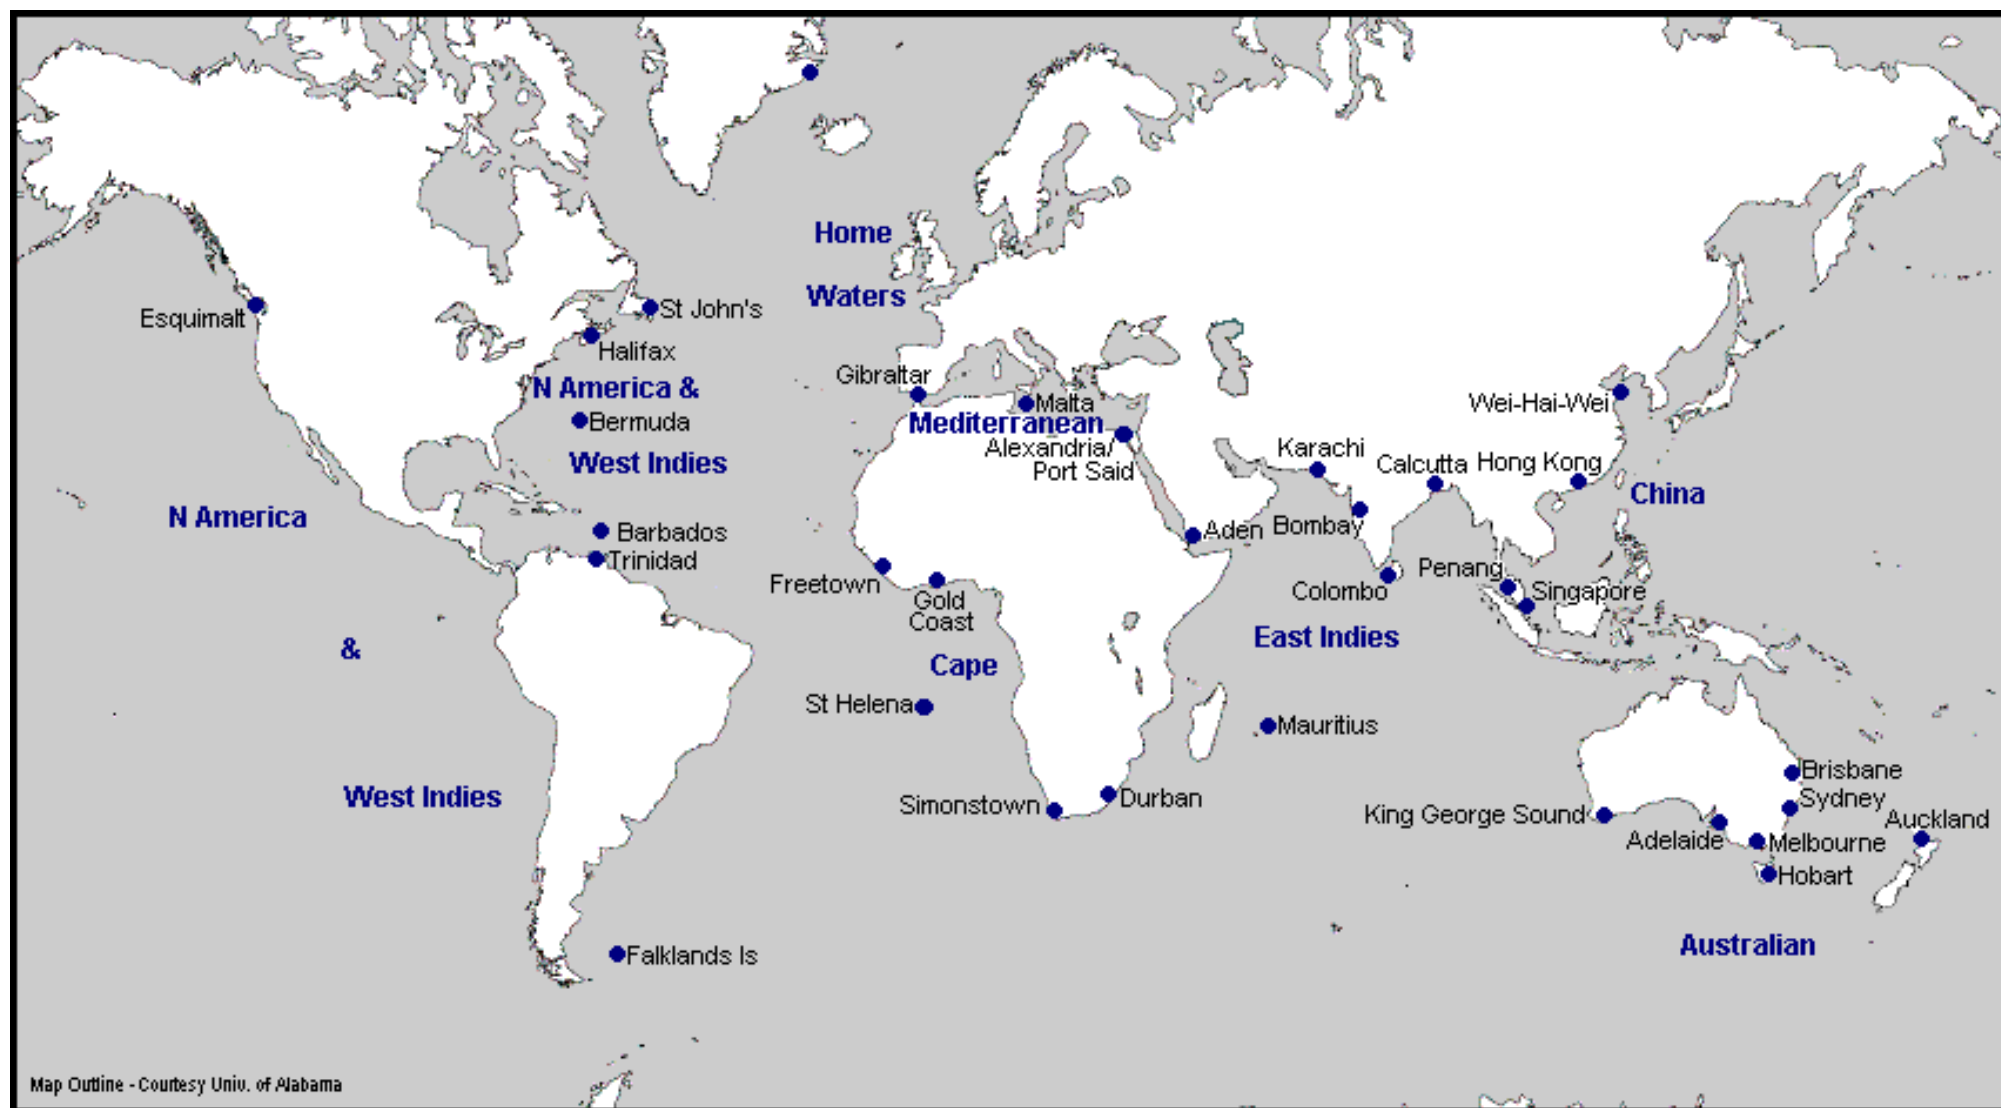 Home
Waters
Esquimalt
St John's
Halifax
Gibraltar
N America &
Malta
Wei-Hai-Wei
Bermuda
Mediterranean
Alexandria/
Port Said
Karachi
Calcutta
Hong Kong
West Indies
China
N America
Barbados
Aden
Bombay
Trinidad
Freetown
Gold
Coast
Colombo
Penang
Singapore
&
East Indies
Cape
St Helena
Mauritius
West Indies
Simonstown
Durban
Brisbane
Sydney
King George Sound
Auckland
Adelaide
Melbourne
Hobart
Falklands Is
Australian
Map Outline - Courtesy Univ. of Alabama